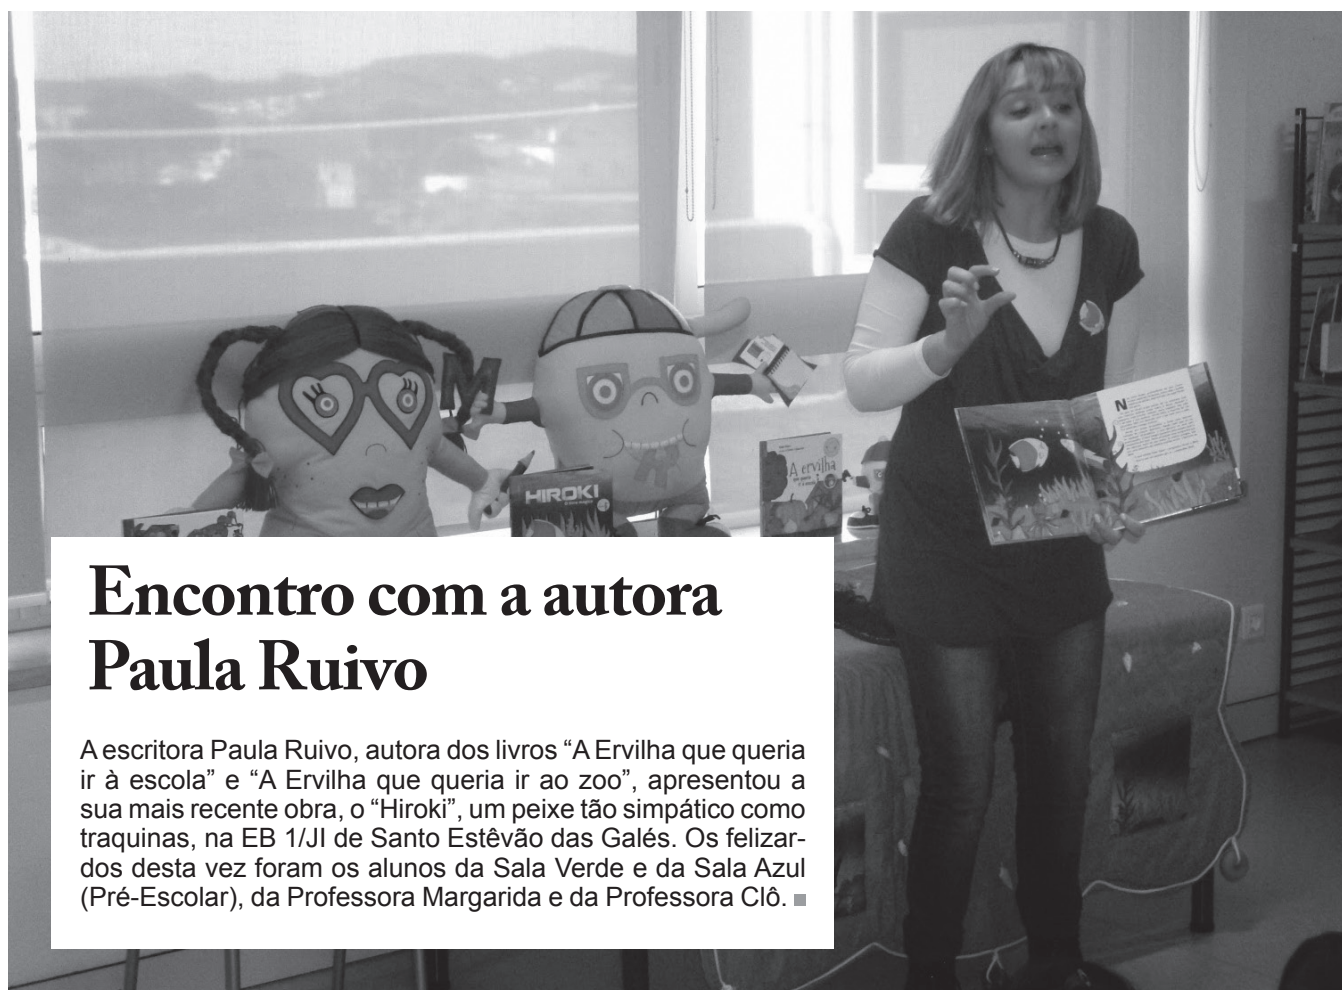 M
HIROKI
A ervilha
N
Encontro com a autora
Paula Ruivo
A escritora Paula Ruivo, autora dos livros “A Ervilha que queria
ir à escola” e “A Ervilha que queria ir ao zoo”, apresentou a
sua mais recente obra, o “Hiroki”, um peixe tão simpático como
traquinas, na EB 1/JI de Santo Estêvão das Galés. Os felizar-
dos desta vez foram os alunos da Sala Verde e da Sala Azul
(Pré-Escolar), da Professora Margarida e da Professora Clô.